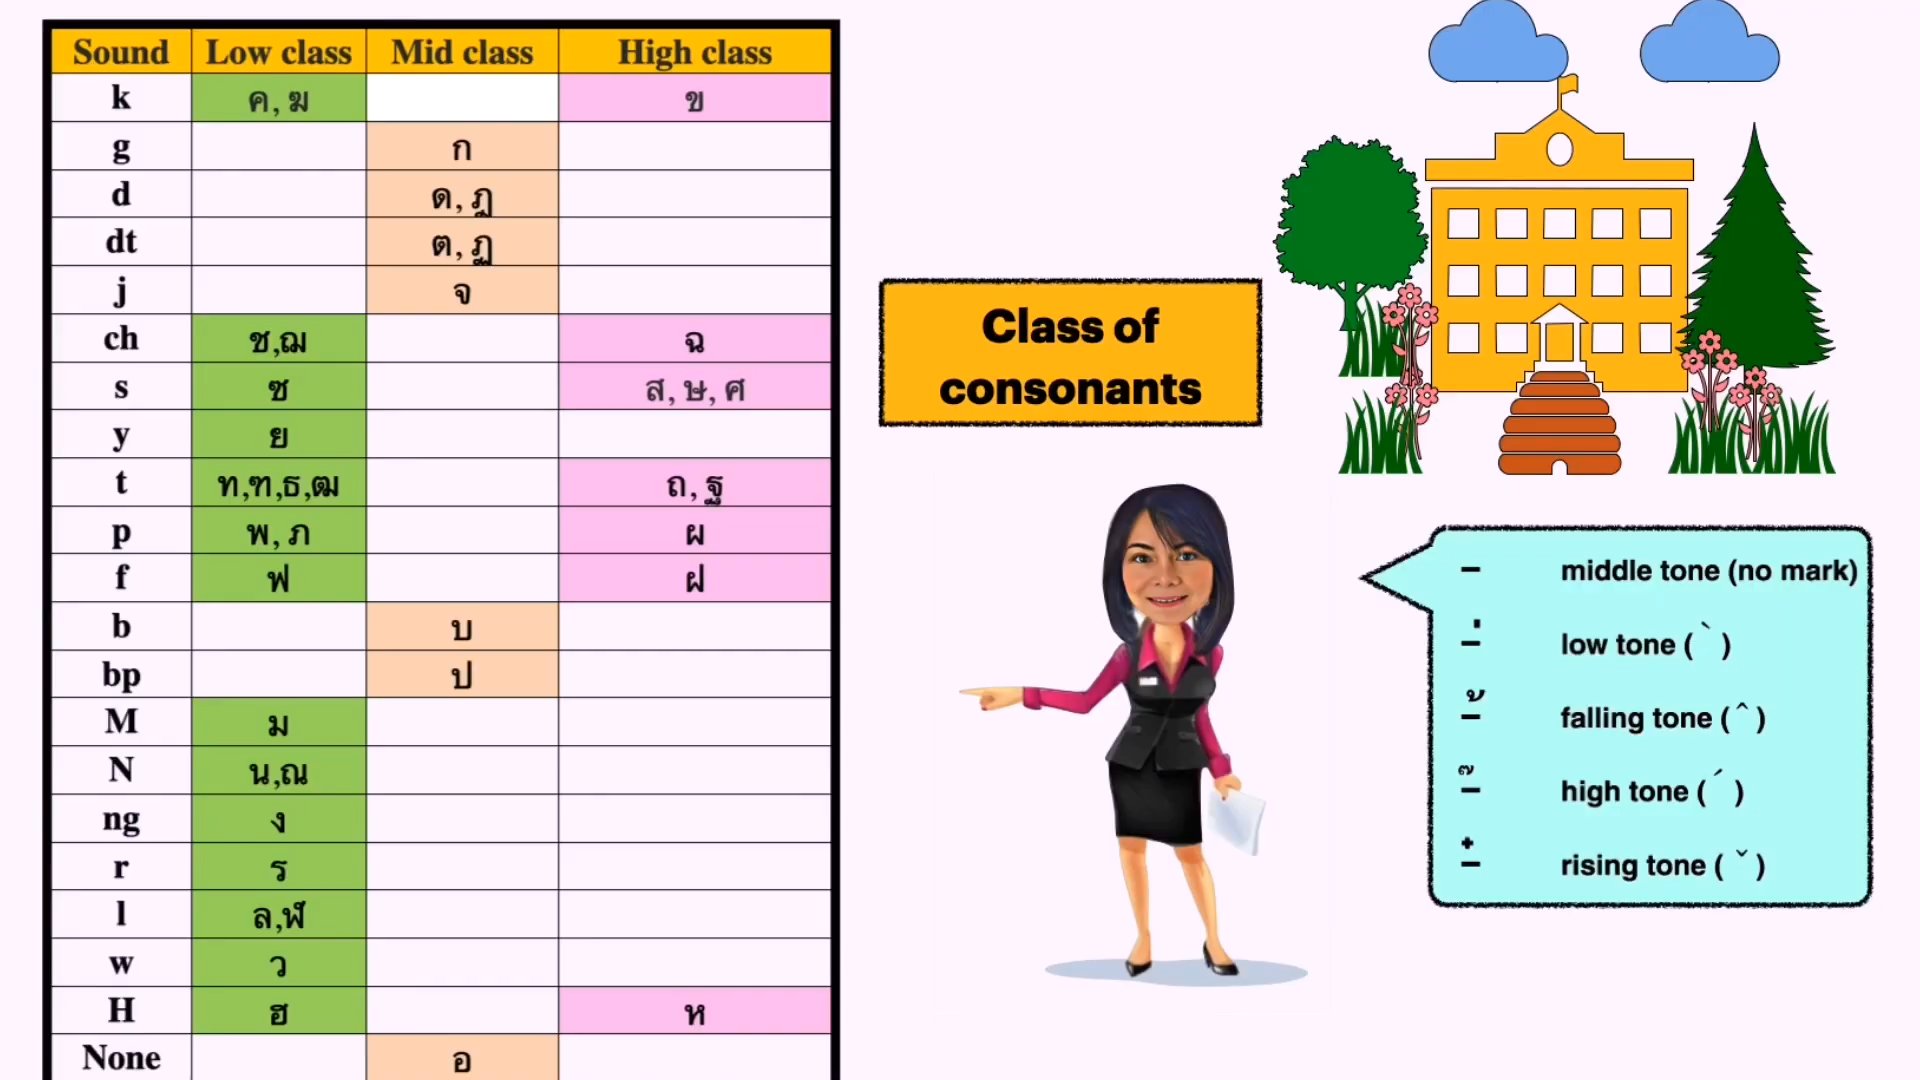 Sound Low class Mid class High class
k ค, ฆ ข
g ก
d ด, ฎ
dt ต, ฏ
j จ
ch ช,ฌ ฉ
s ซ ส, ษ, ศ
y ย
t ท,ฑ,ธ,ฒ ถ, ฐ
p พ, ภ ผ
f ฟ ฝ
b บ
bp ป
M ม
N น,ณ
ng ง
r ร
l ล,ฬ
w ว
H ฮ ห
None อ
Class of
consonants
– middle tone (no mark)
–่ low tone ( ` )
–้ falling tone ( ˆ )
–๊ high tone ( ´ )
–๋ rising tone ( ˇ )